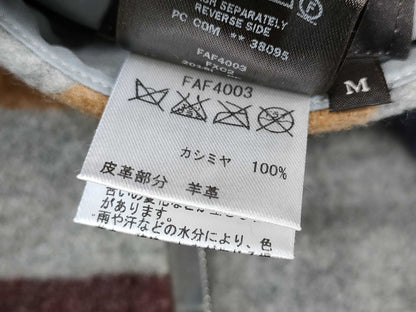 SEPARATELY
REVERSE SIDE
PC COM ** 38095
FAF4003
M
FAF4003
カシミヤ 100%
皮革部分 羊革
があります。
雨や汗などの水分により、色